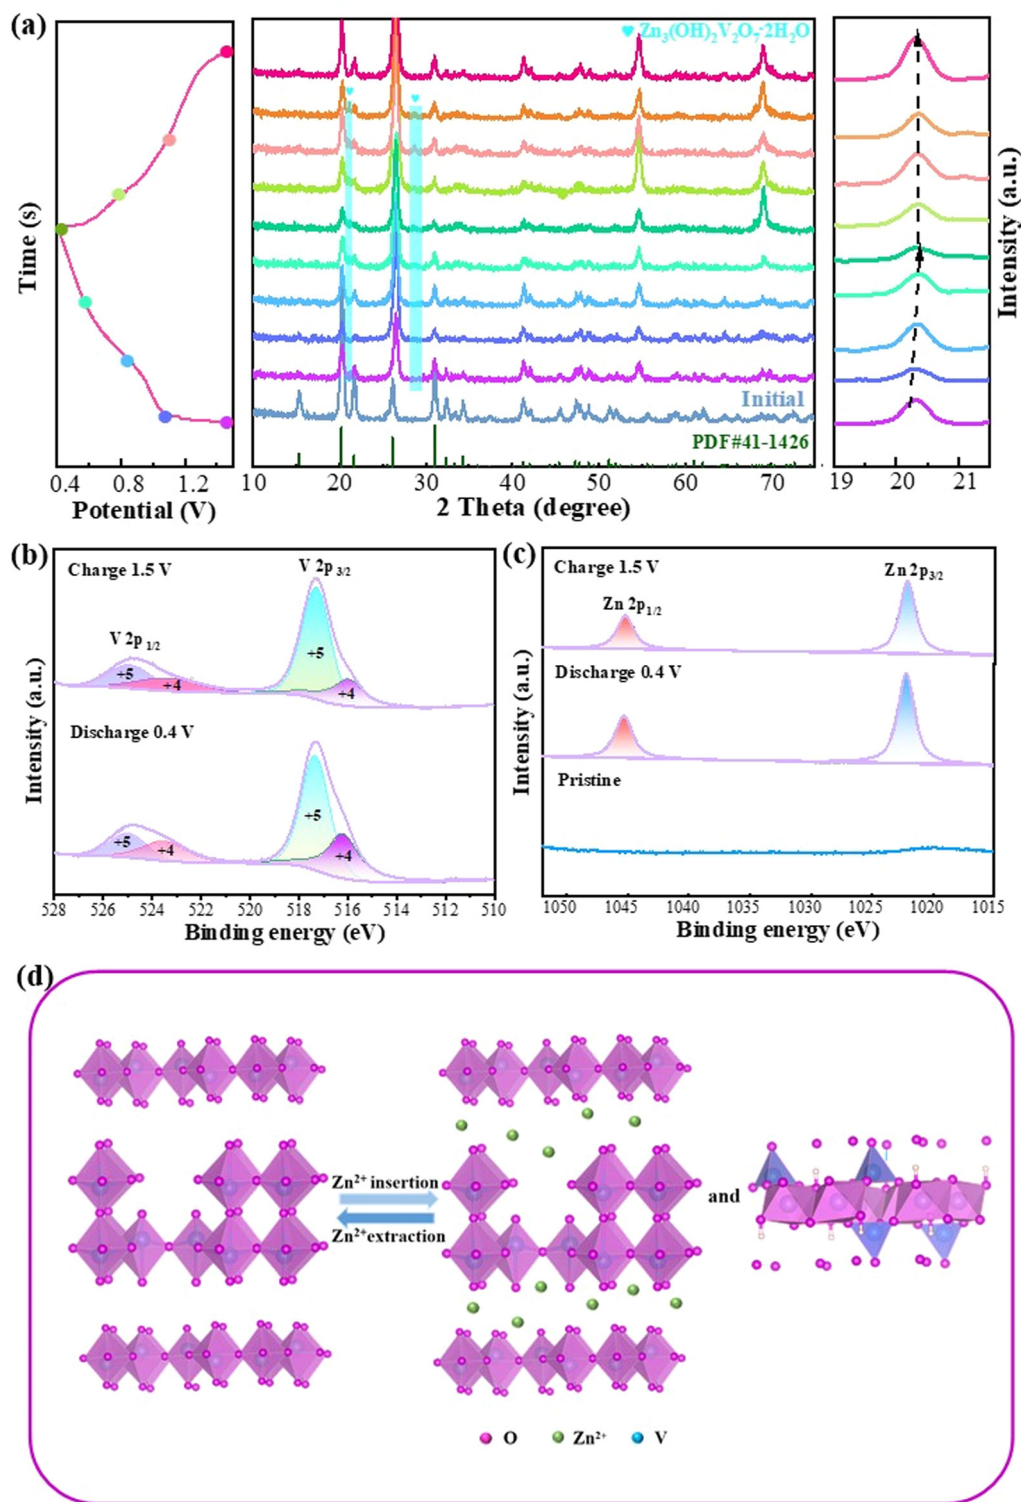 (a)
Time (s)
0.4 0.8 1.2
Potential (V)
♥ Zn₃(OH)₂V₂O₇·2H₂O
Initial
PDF#41-1426
10 20 30 40 50 60 70
2 Theta (degree)
19 20 21
Intensity (a.u.)
(b)
Charge 1.5 V
V 2p 3/2
V 2p 1/2
+5
+4
+5
+4
Discharge 0.4 V
+5
+4
+5
+4
Intensity (a.u.)
528 526 524 522 520 518 516 514 512 510
Binding energy (eV)
(c)
Charge 1.5 V
Zn 2p3/2
Zn 2p1/2
Discharge 0.4 V
Pristine
Intensity (a.u.)
1050 1045 1040 1035 1030 1025 1020 1015
Binding energy (eV)
(d)
Zn²⁺ insertion
Zn²⁺extraction
and
O Zn²⁺ V